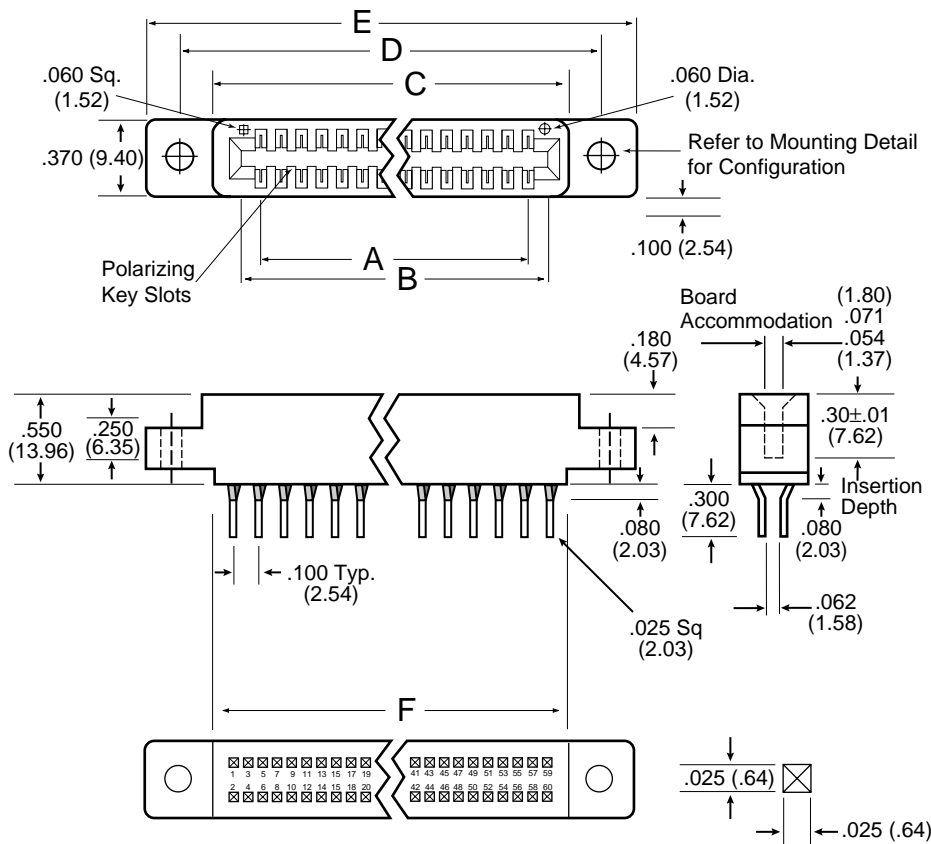 E
D
C
.060 Sq.
(1.52)
.060 Dia.
(1.52)
.370 (9.40)
Refer to Mounting Detail
for Configuration
.100 (2.54)
A
B
Polarizing
Key Slots
Board
Accommodation
(1.80)
.071
.054
(1.37)
.180
(4.57)
.550
(13.96)
.250
(6.35)
.30±.01
(7.62)
Insertion
Depth
.300
(7.62)
.080
(2.03)
.080
(2.03)
.100 Typ.
(2.54)
.062
(1.58)
.025 Sq
(2.03)
F
1 3 5 7 9 11 13 15 17 19 41 43 45 47 49 51 53 55 57 59
2 4 6 8 10 12 14 15 18 20 42 44 46 48 50 52 54 56 58 60
.025 (.64)
.025 (.64)